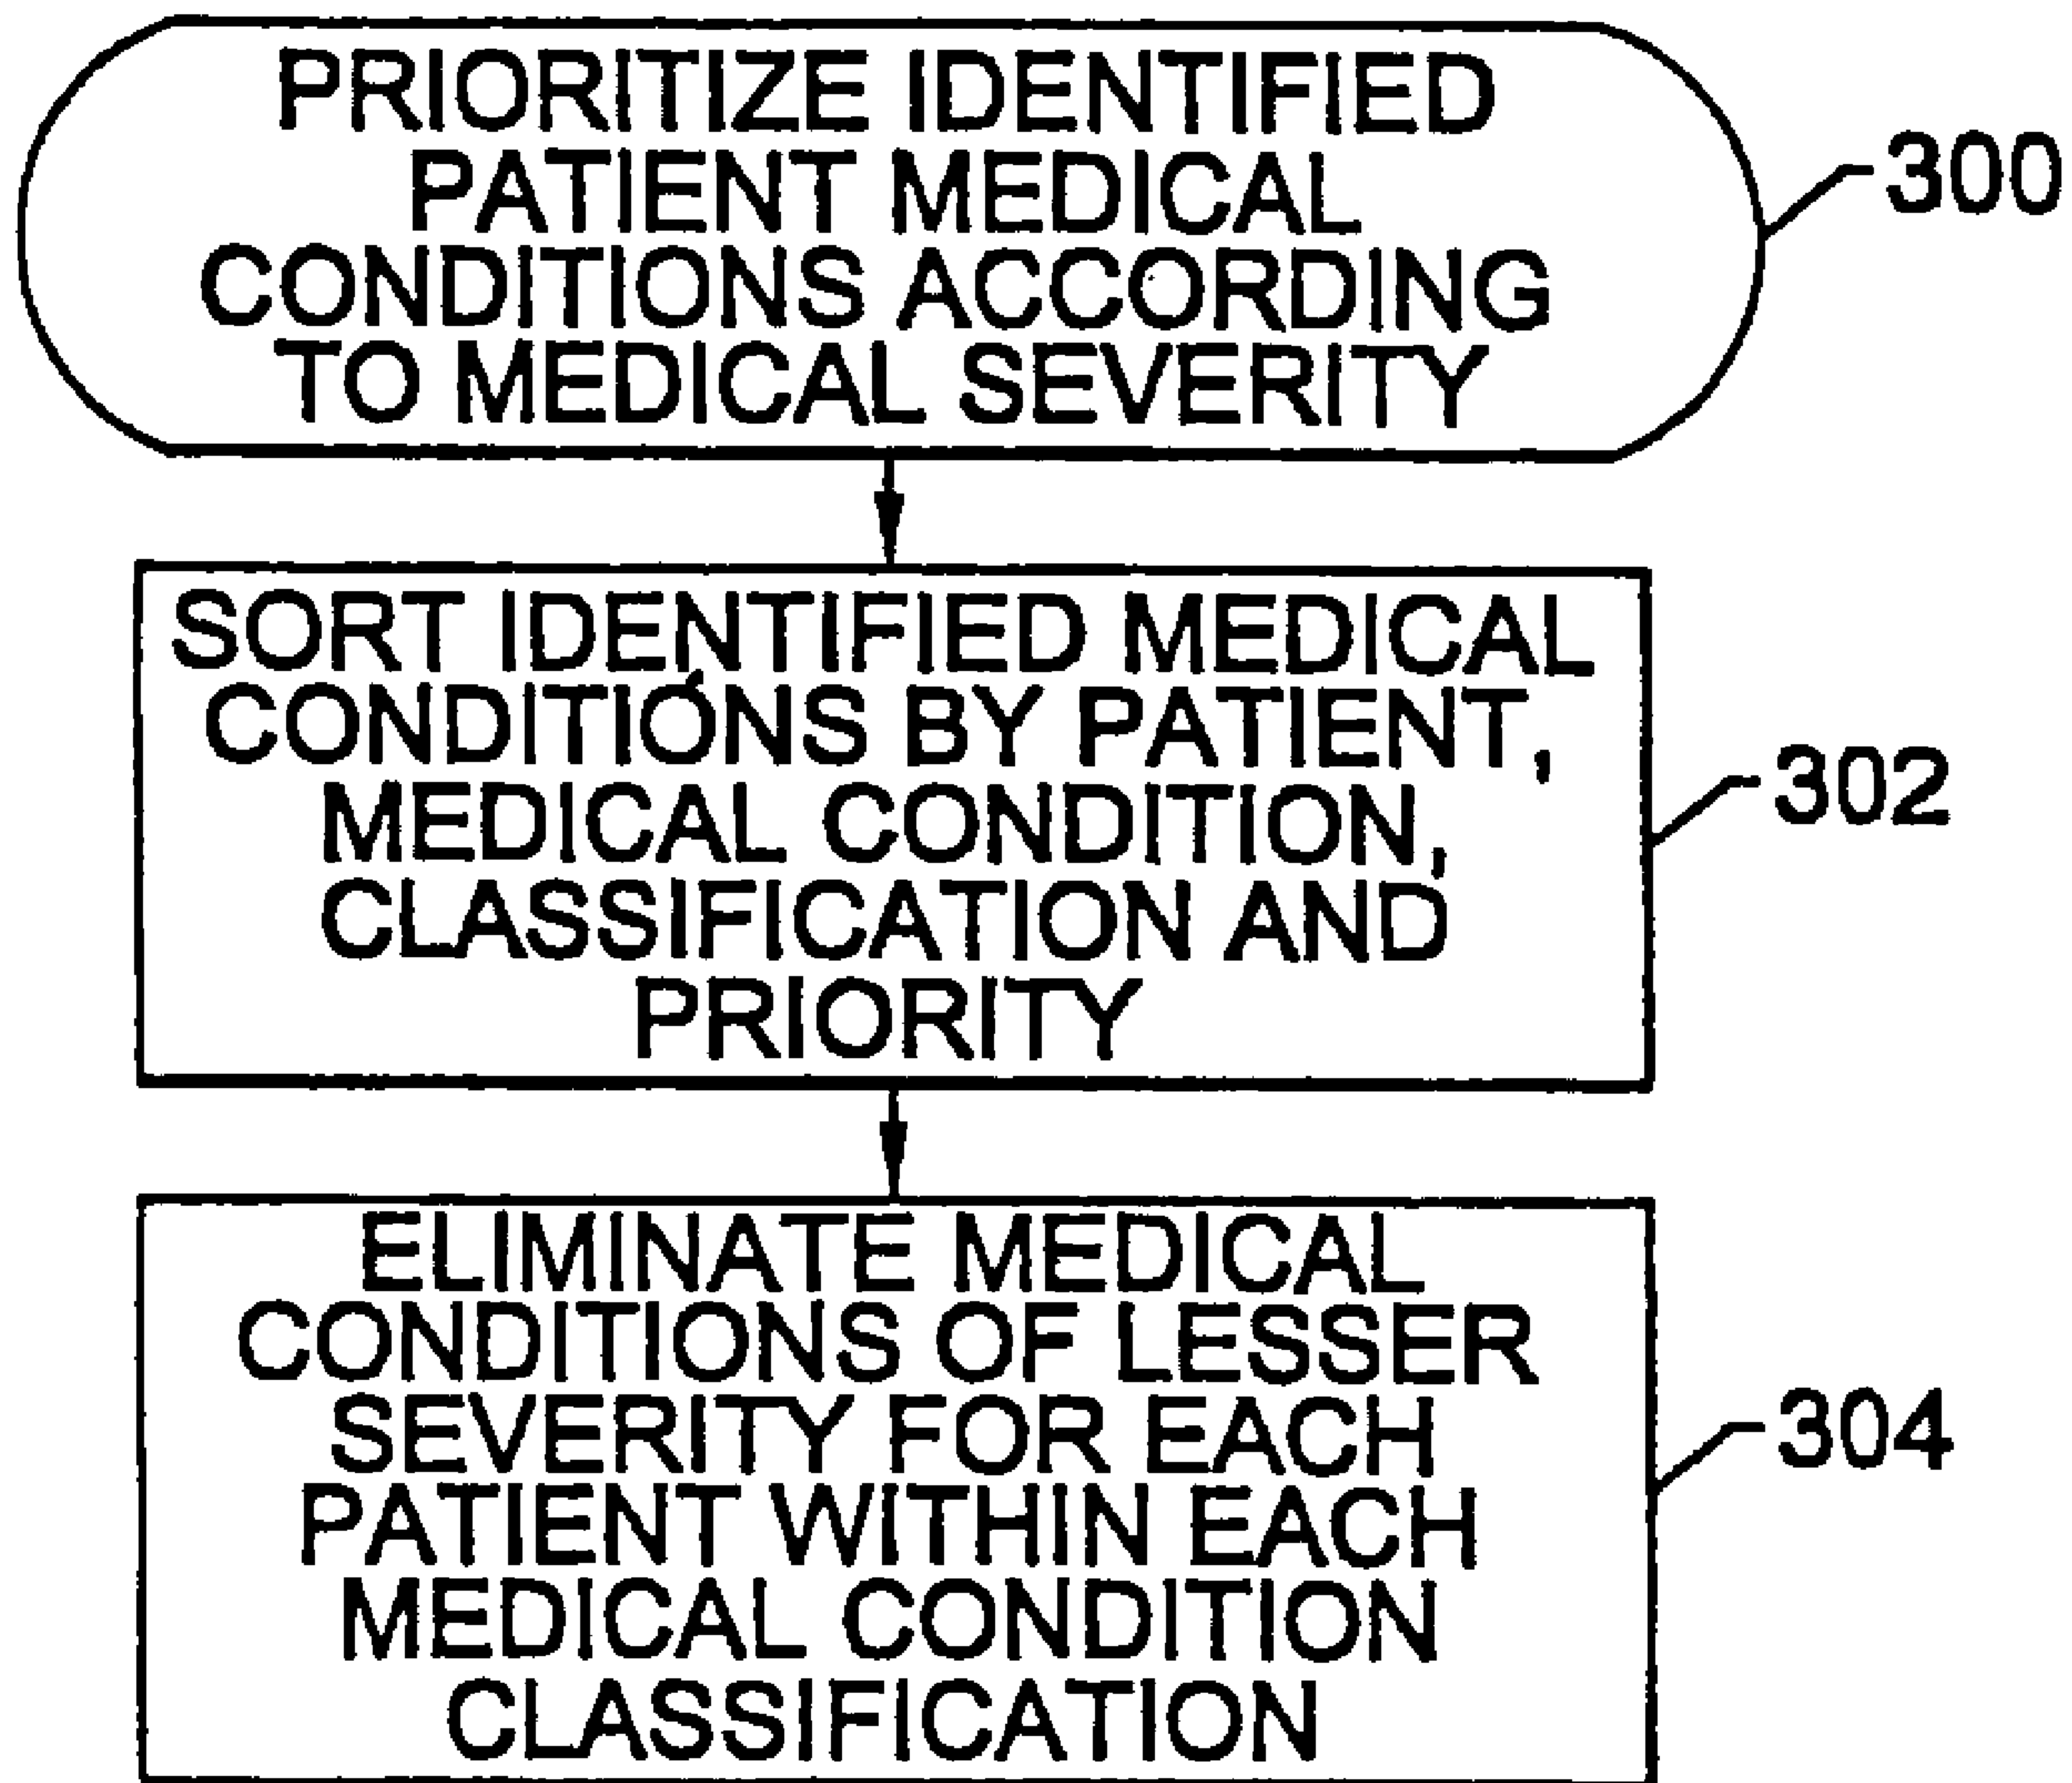 PRIORITIZE IDENTIFIED
PATIENT MEDICAL
CONDITIONS ACCORDING
TO MEDICAL SEVERITY
300
SORT IDENTIFIED MEDICAL
CONDITIONS BY PATIENT,
MEDICAL CONDITION,
CLASSIFICATION AND
PRIORITY
302
ELIMINATE MEDICAL
CONDITIONS OF LESSER
SEVERITY FOR EACH
PATIENT WITHIN EACH
MEDICAL CONDITION
CLASSIFICATION
304